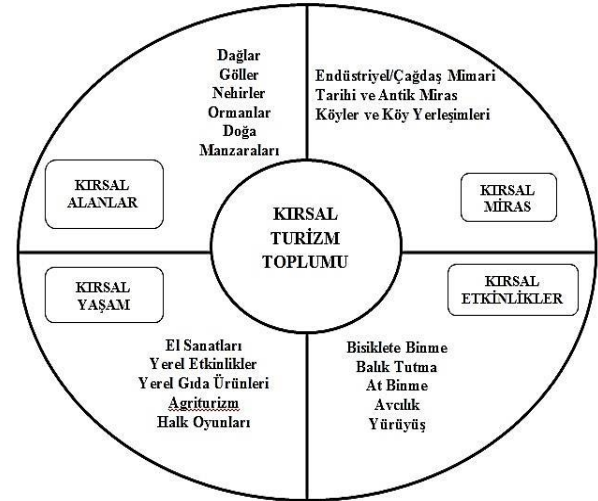 Dağlar
Göller
Nehirler
Ormanlar
Doğa
Manzaraları
KIRSAL
ALANLAR
Endüstriyel/Çağdaş Mimari
Tarihi ve Antik Miras
Köyler ve Köy Yerleşimleri
KIRSAL
MİRAS
KIRSAL
TURİZM
TOPLUMU
KIRSAL
YAŞAM
El Sanatları
Yerel Etkinlikler
Yerel Gıda Ürünleri
Agriturizm
Halk Oyunları
KIRSAL
ETKİNLİKLER
Bisiklete Binme
Balık Tutma
At Binme
Avcılık
Yürüyüş